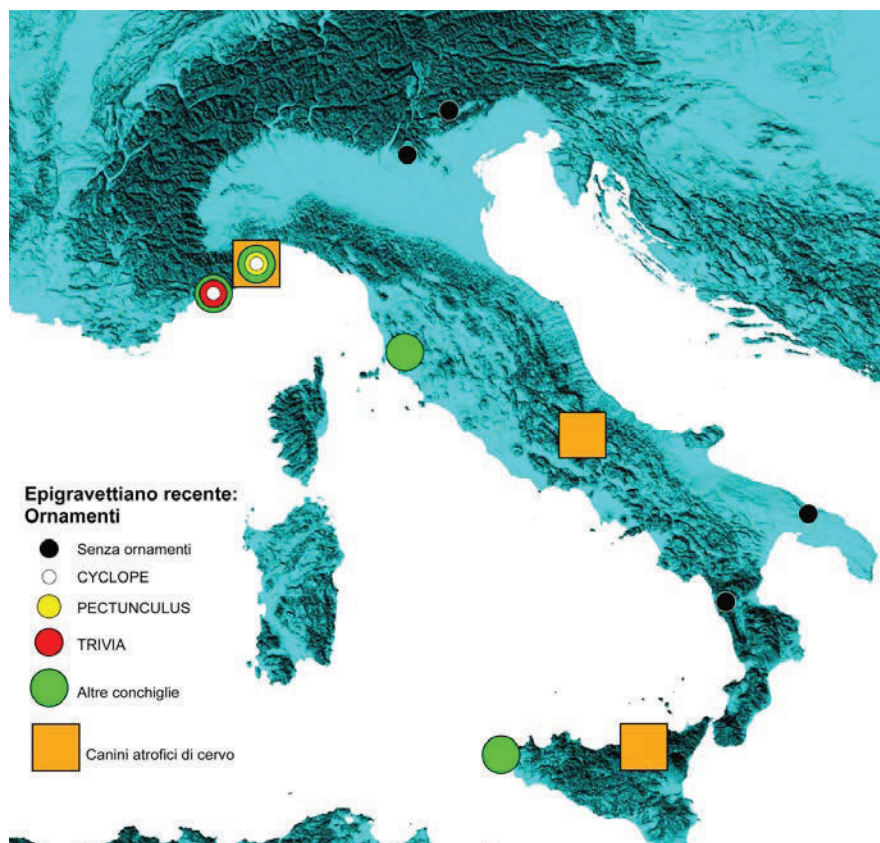 Epigravettiano recente:
Ornamenti
Senza ornamenti
CYCLOPE
PECTUNCULUS
TRIVIA
Altre conchiglie
Canini atrofici di cervo